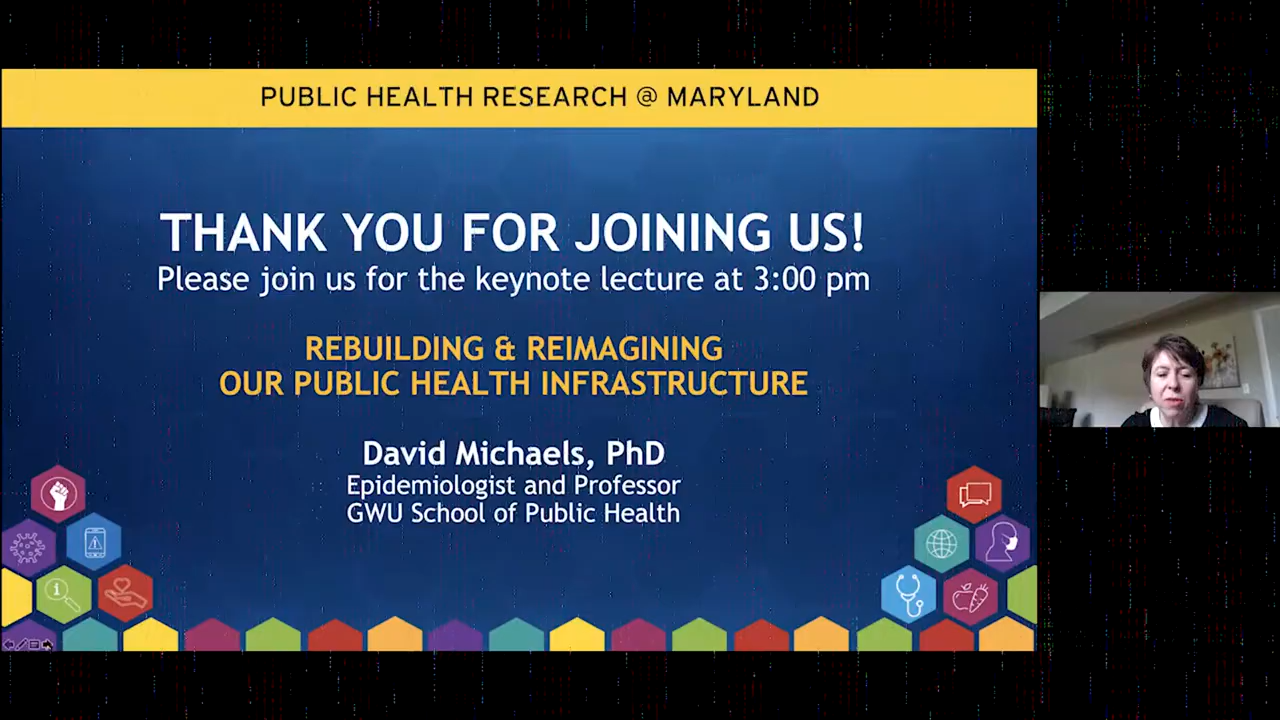 PUBLIC HEALTH RESEARCH @ MARYLAND
THANK YOU FOR JOINING US!
Please join us for the keynote lecture at 3:00 pm
REBUILDING & REIMAGINING
OUR PUBLIC HEALTH INFRASTRUCTURE
David Michaels, PhD
Epidemiologist and Professor
GWU School of Public Health